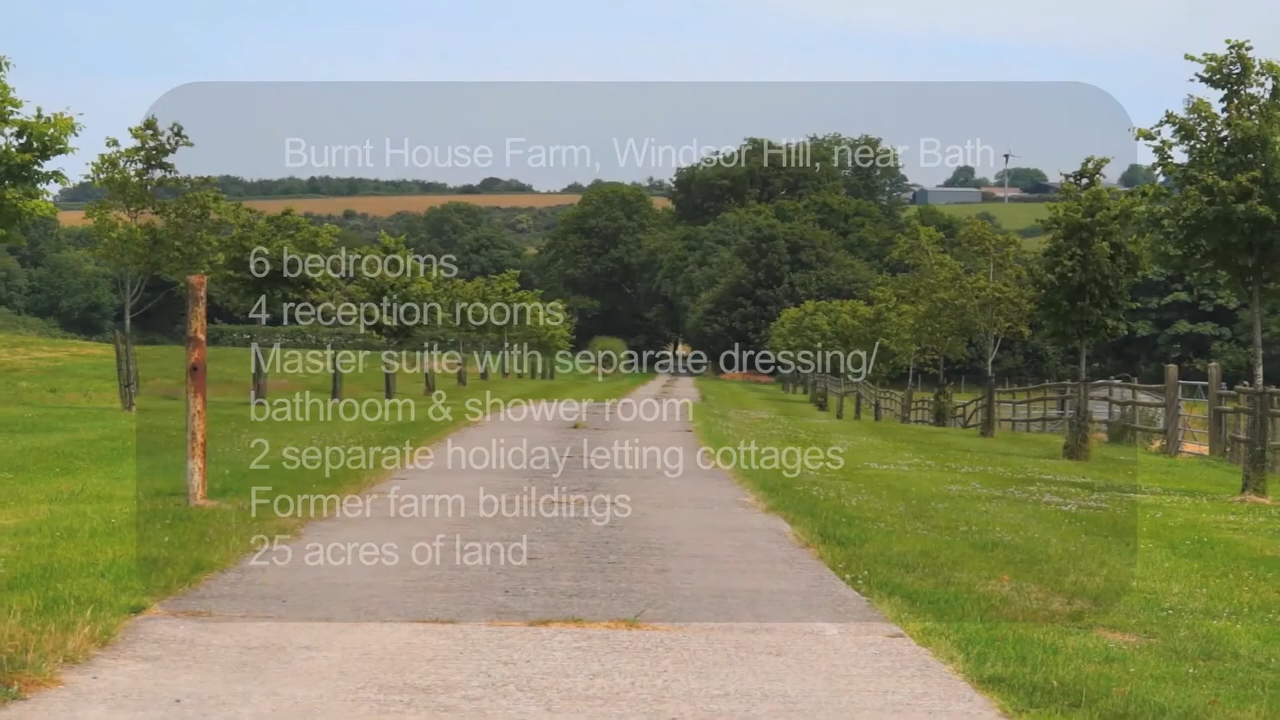 Burnt House Farm, Windsor Hill, near Bath
6 bedrooms
4 reception rooms
Master suite with separate dressing
bathroom & shower room
2 separate holiday letting cottages
Former farm buildings
25 acres of land